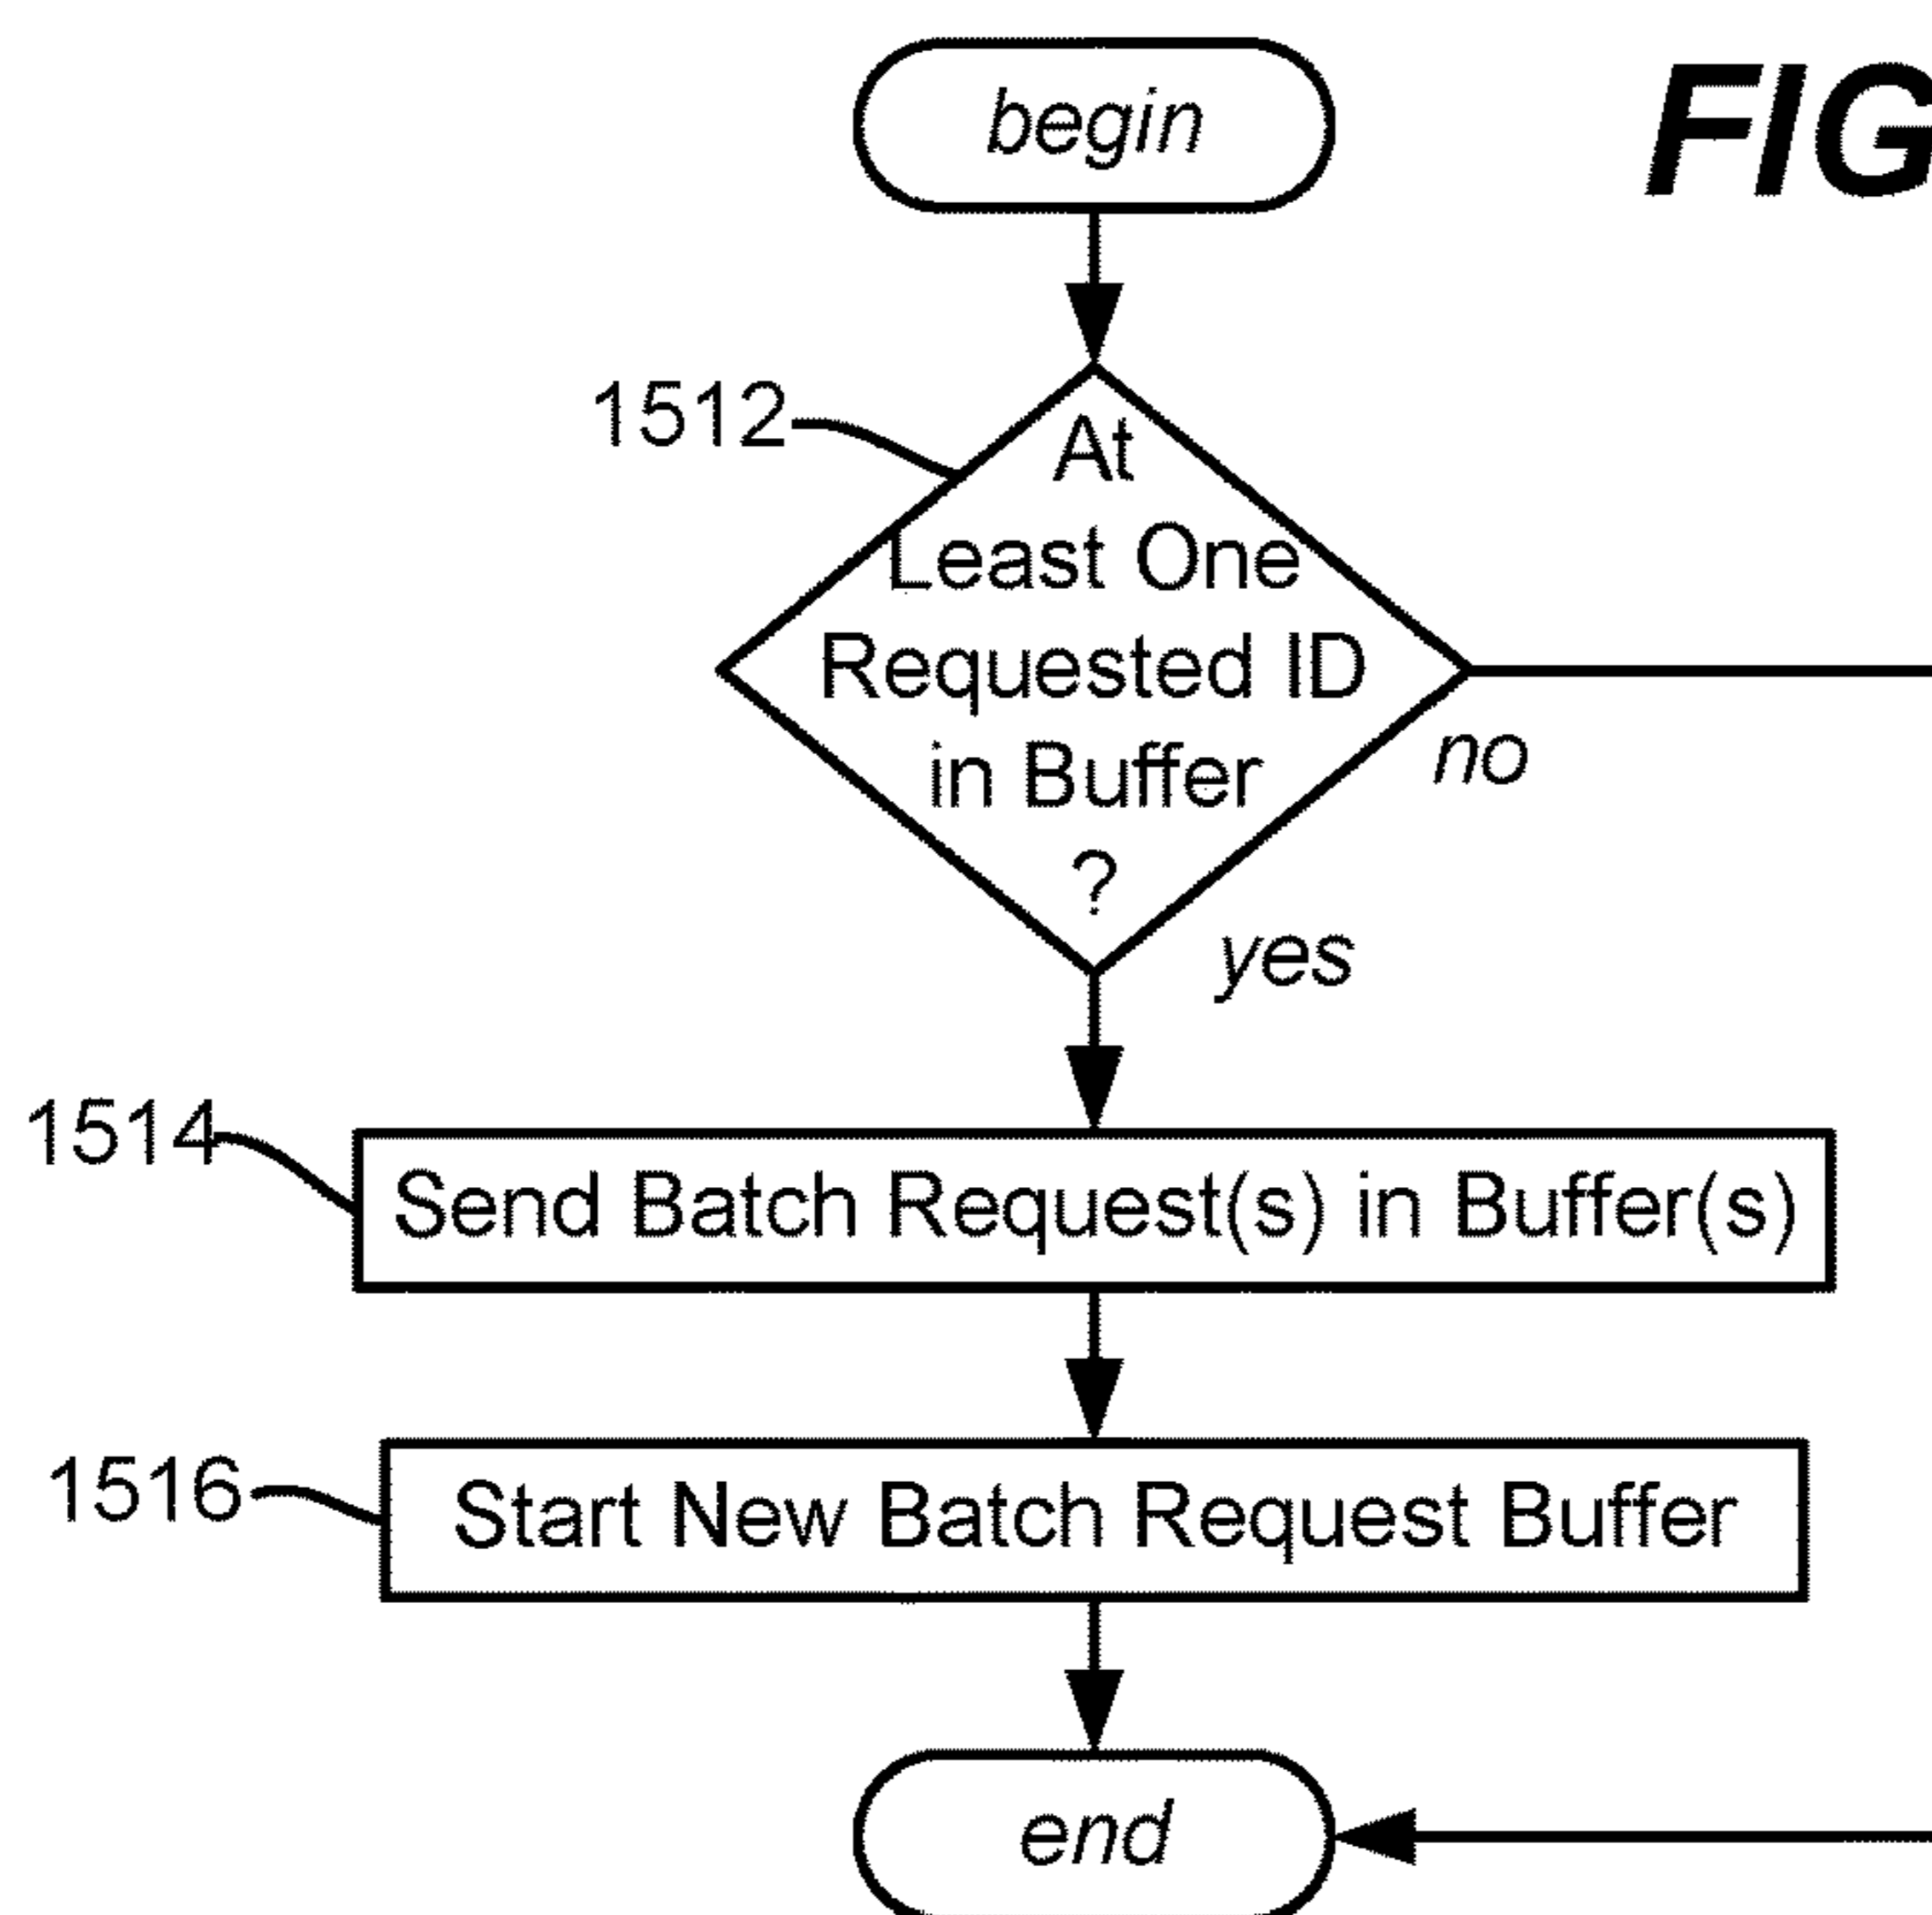 begin
FIG
1512
At
Least One
Requested ID
in Buffer
?
no
yes
1514
Send Batch Request(s) in Buffer(s)
1516
Start New Batch Request Buffer
end